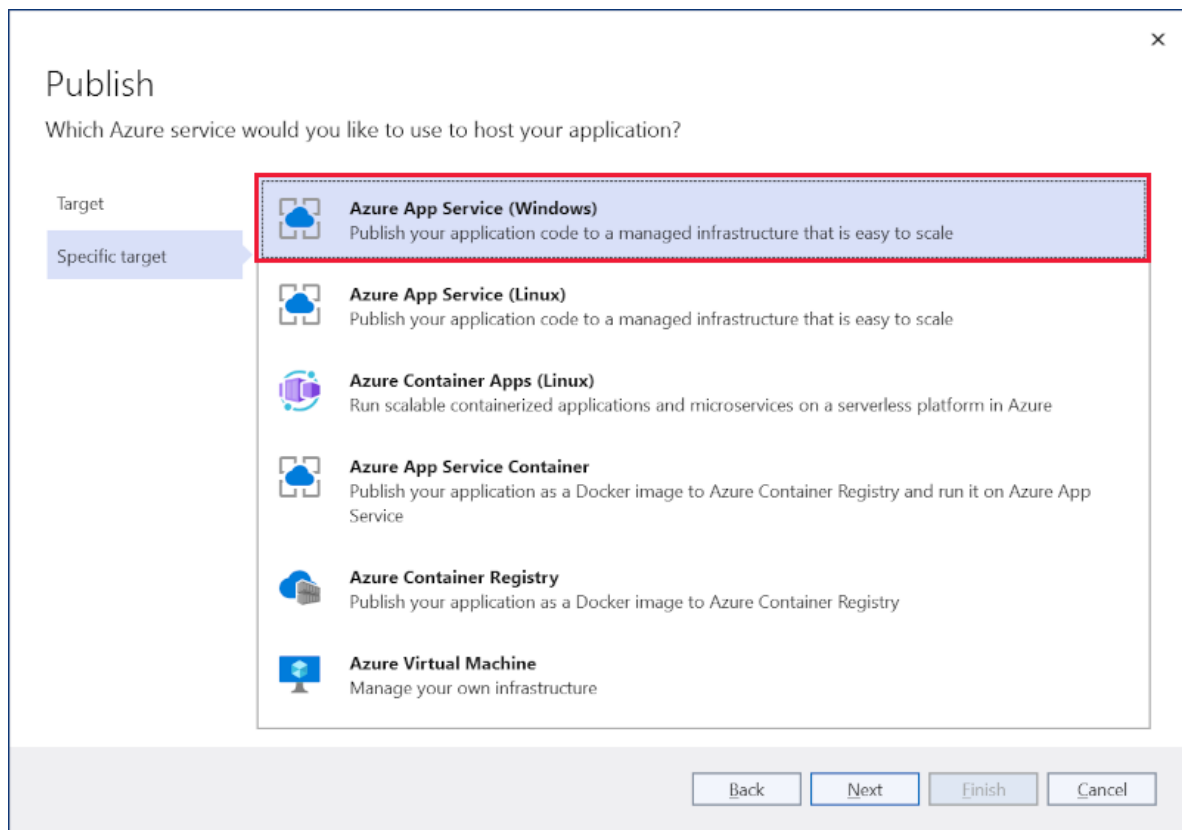 Publish
Which Azure service would you like to use to host your application?
Target
Specific target
Azure App Service (Windows)
Publish your application code to a managed infrastructure that is easy to scale
Azure App Service (Linux)
Publish your application code to a managed infrastructure that is easy to scale
Azure Container Apps (Linux)
Run scalable containerized applications and microservices on a serverless platform in Azure
Azure App Service Container
Publish your application as a Docker image to Azure Container Registry and run it on Azure App
Service
Azure Container Registry
Publish your application as a Docker image to Azure Container Registry
Azure Virtual Machine
Manage your own infrastructure
Back
Next
Finish
Cancel